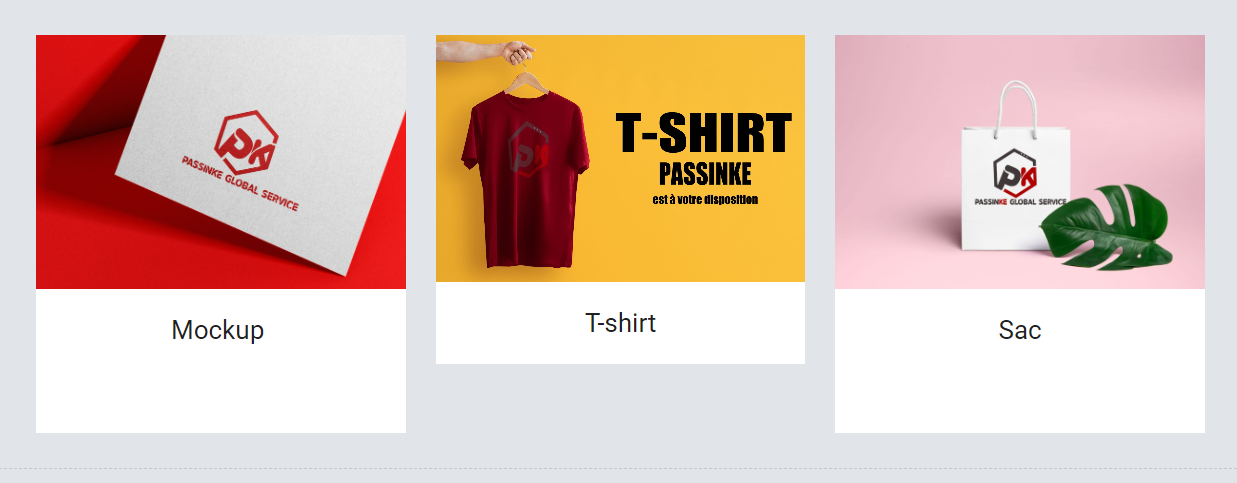 PK
PASSINKE GLOBAL SERVICE
Mockup
PK
T-SHIRT
PASSINKE
est à votre disposition
T-shirt
PK
PASSINKE GLOBAL SERVICE
Sac